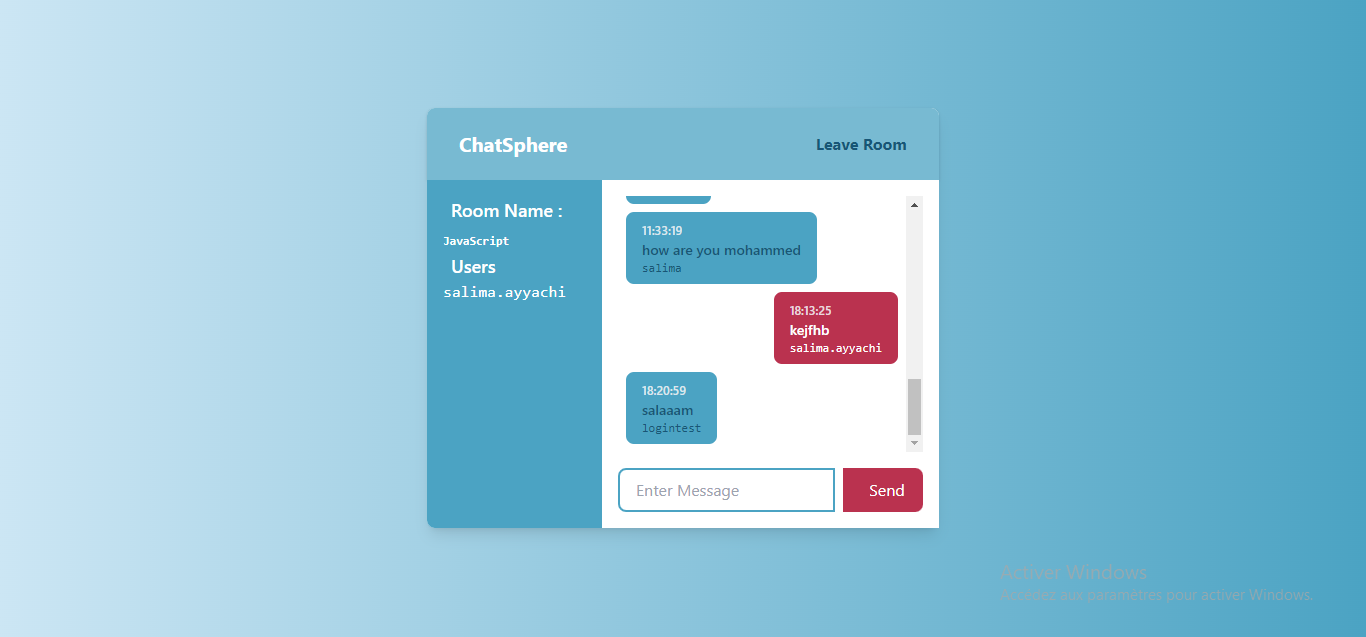 ChatSphere
Leave Room
Room Name :
JavaScript
Users
salima.ayyachi
11:33:19
how are you mohammed
salima
18:13:25
kejfhb
salima.ayyachi
18:20:59
salaaam
logintest
Enter Message
Send
Activer Windows
Accédez aux paramètres pour activer Windows.